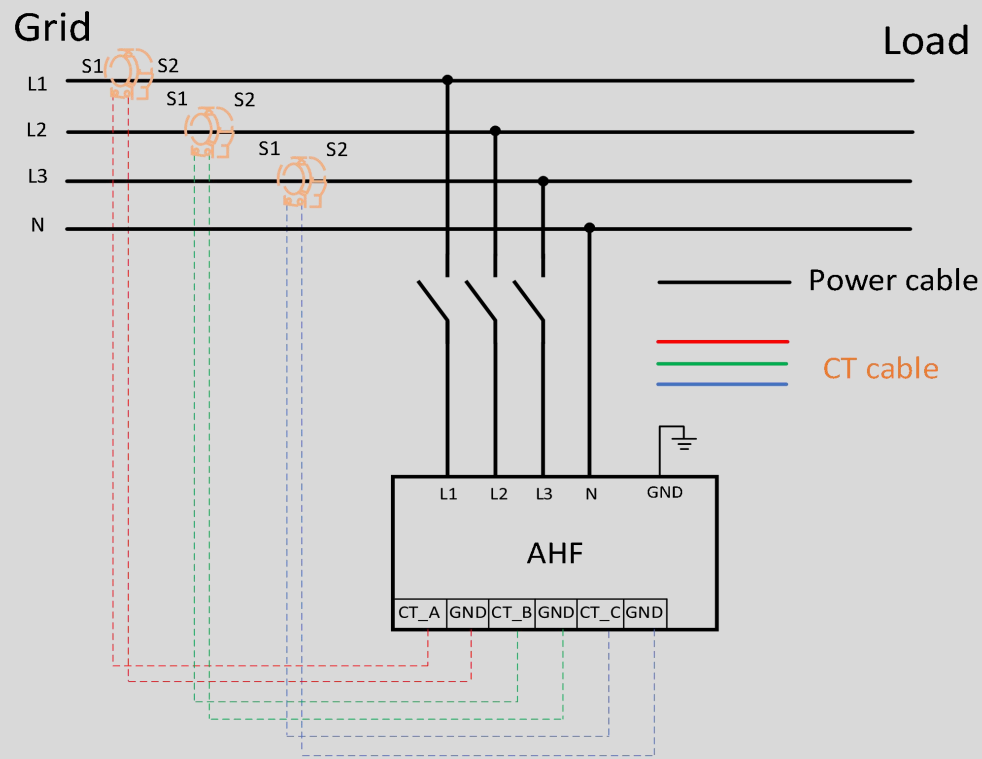 Grid
Load
S1 S2
L1
S1 S2
L2
S1 S2
L3
N
Power cable
CT cable
L1 L2 L3 N GND
AHF
CT_A GND CT_B GND CT_C GND